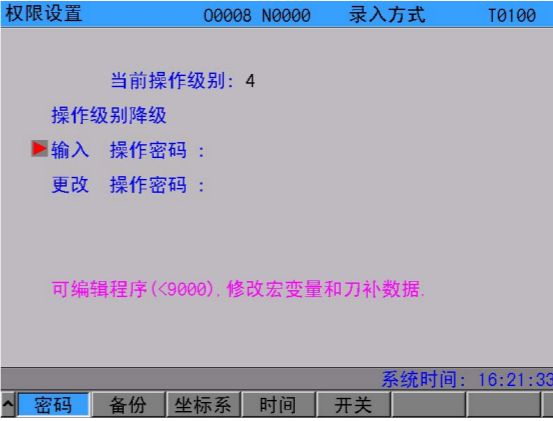 权限设置 O0008 N0000 录入方式 T0100
当前操作级别: 4
操作级别降级
输入 操作密码 :
更改 操作密码 :
可编辑程序(<9000), 修改宏变量和刀补数据.
系统时间: 16:21:33
^ 密码 备份 坐标系 时间 开关